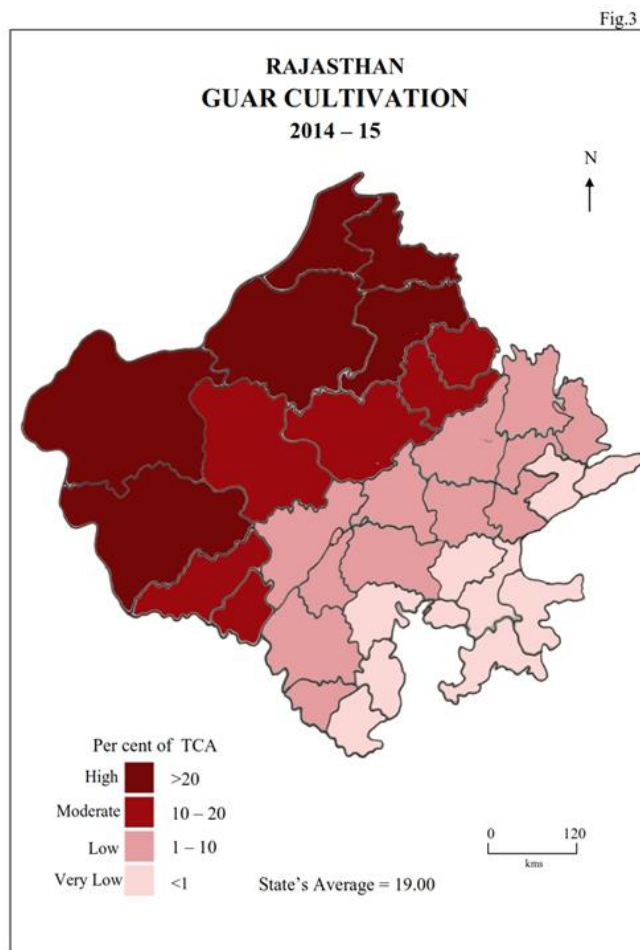 Fig.3
RAJASTHAN
GUAR CULTIVATION
2014 – 15
N
Per cent of TCA
High >20
Moderate 10 – 20
Low 1 – 10
Very Low <1
State's Average = 19.00
0 120
kms